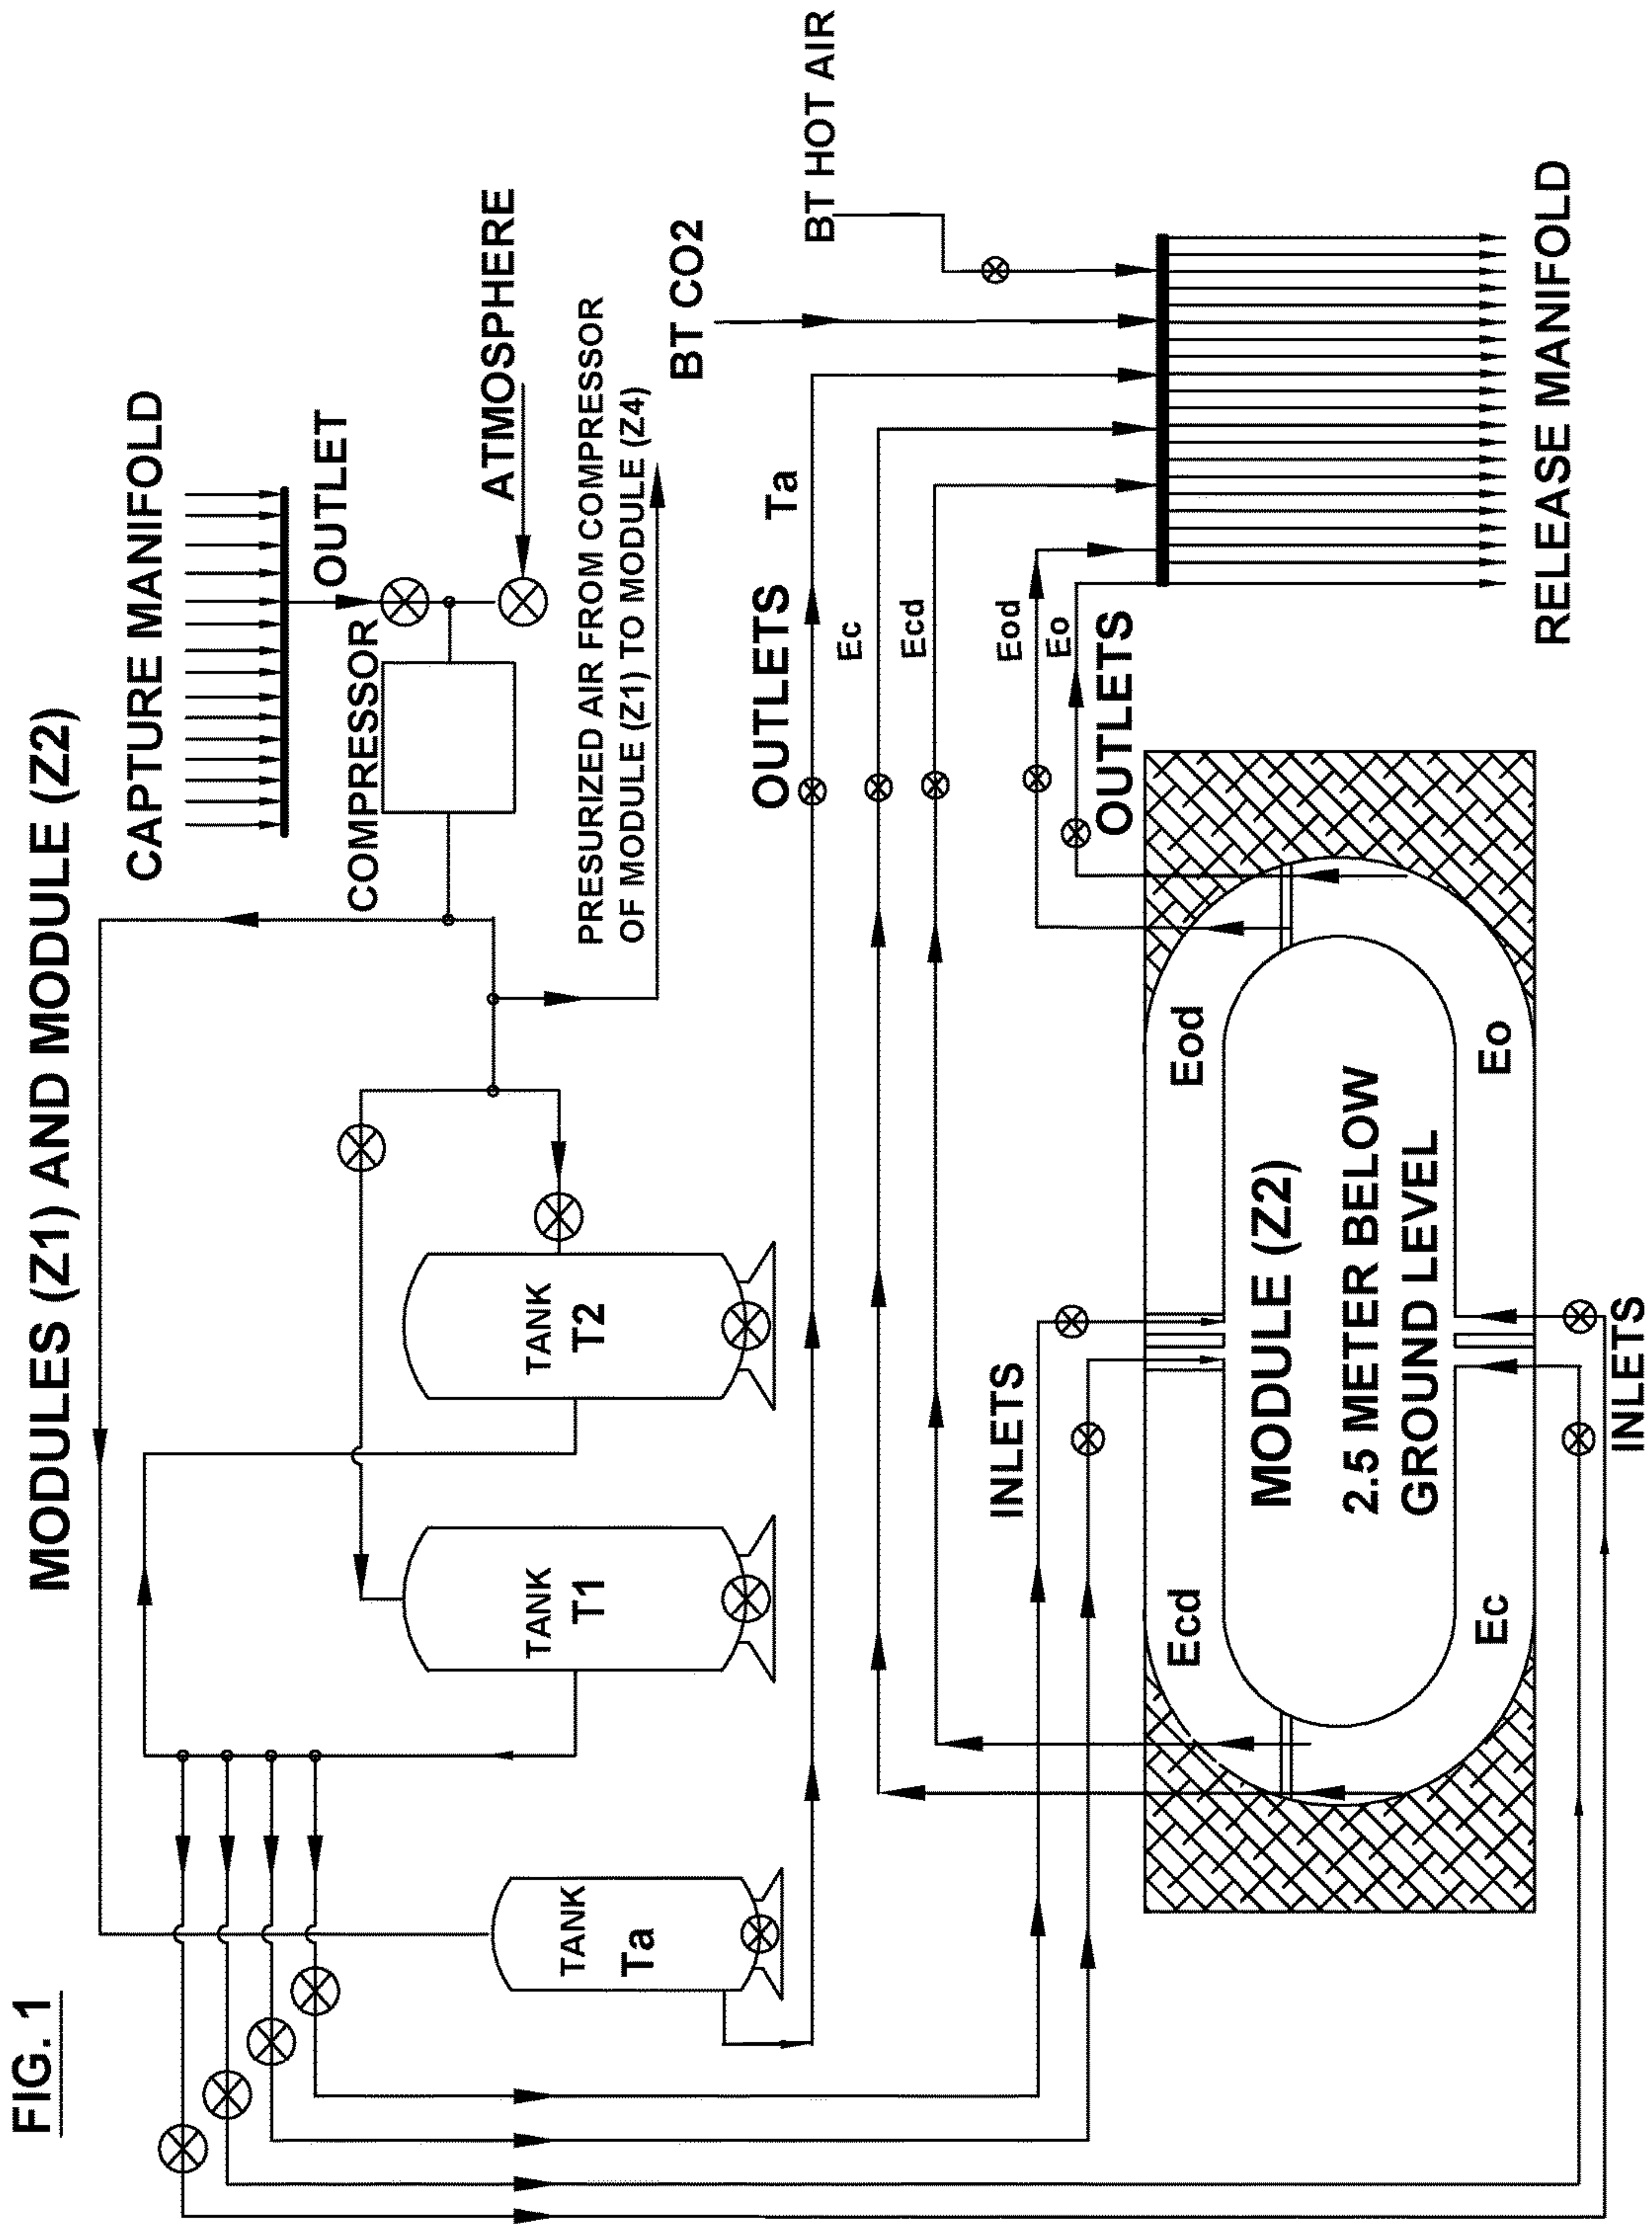 FIG. 1
MODULES (Z1) AND MODULE (Z2)
CAPTURE MANIFOLD
OUTLET
COMPRESSOR
ATMOSPHERE
PRESURIZED AIR FROM COMPRESSOR
OF MODULE (Z1) TO MODULE (Z4)
BT CO2
BT HOT AIR
TANK
Ta
TANK
T1
TANK
T2
OUTLETS
Ta
Ec
Ecd
Eod
Eo
OUTLETS
INLETS
Ecd
Eod
MODULE (Z2)
2.5 METER BELOW
GROUND LEVEL
Ec
Eo
INLETS
RELEASE MANIFOLD